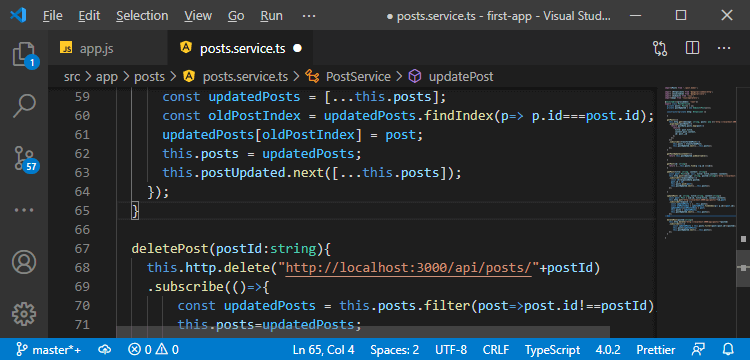 File Edit Selection View Go Run ··· ● posts.service.ts - first-app - Visual Stud...
JS app.js posts.service.ts ●
src > app > posts > posts.service.ts > PostService > updatePost
59 const updatedPosts = [...this.posts];
60 const oldPostIndex = updatedPosts.findIndex(p=> p.id===post.id);
61 updatedPosts[oldPostIndex] = post;
62 this.posts = updatedPosts;
63 this.postUpdated.next([...this.posts]);
64 });
65 }
66
67 deletePost(postId:string){
68 this.http.delete("http://localhost:3000/api/posts/"+postId)
69 .subscribe(()=>{
70 const updatedPosts = this.posts.filter(post=>post.id!==postId)
71 this.posts=updatedPosts;
1
57
master*+ 0 0 Ln 65, Col 4 Spaces: 2 UTF-8 CRLF TypeScript 4.0.2 Prettier